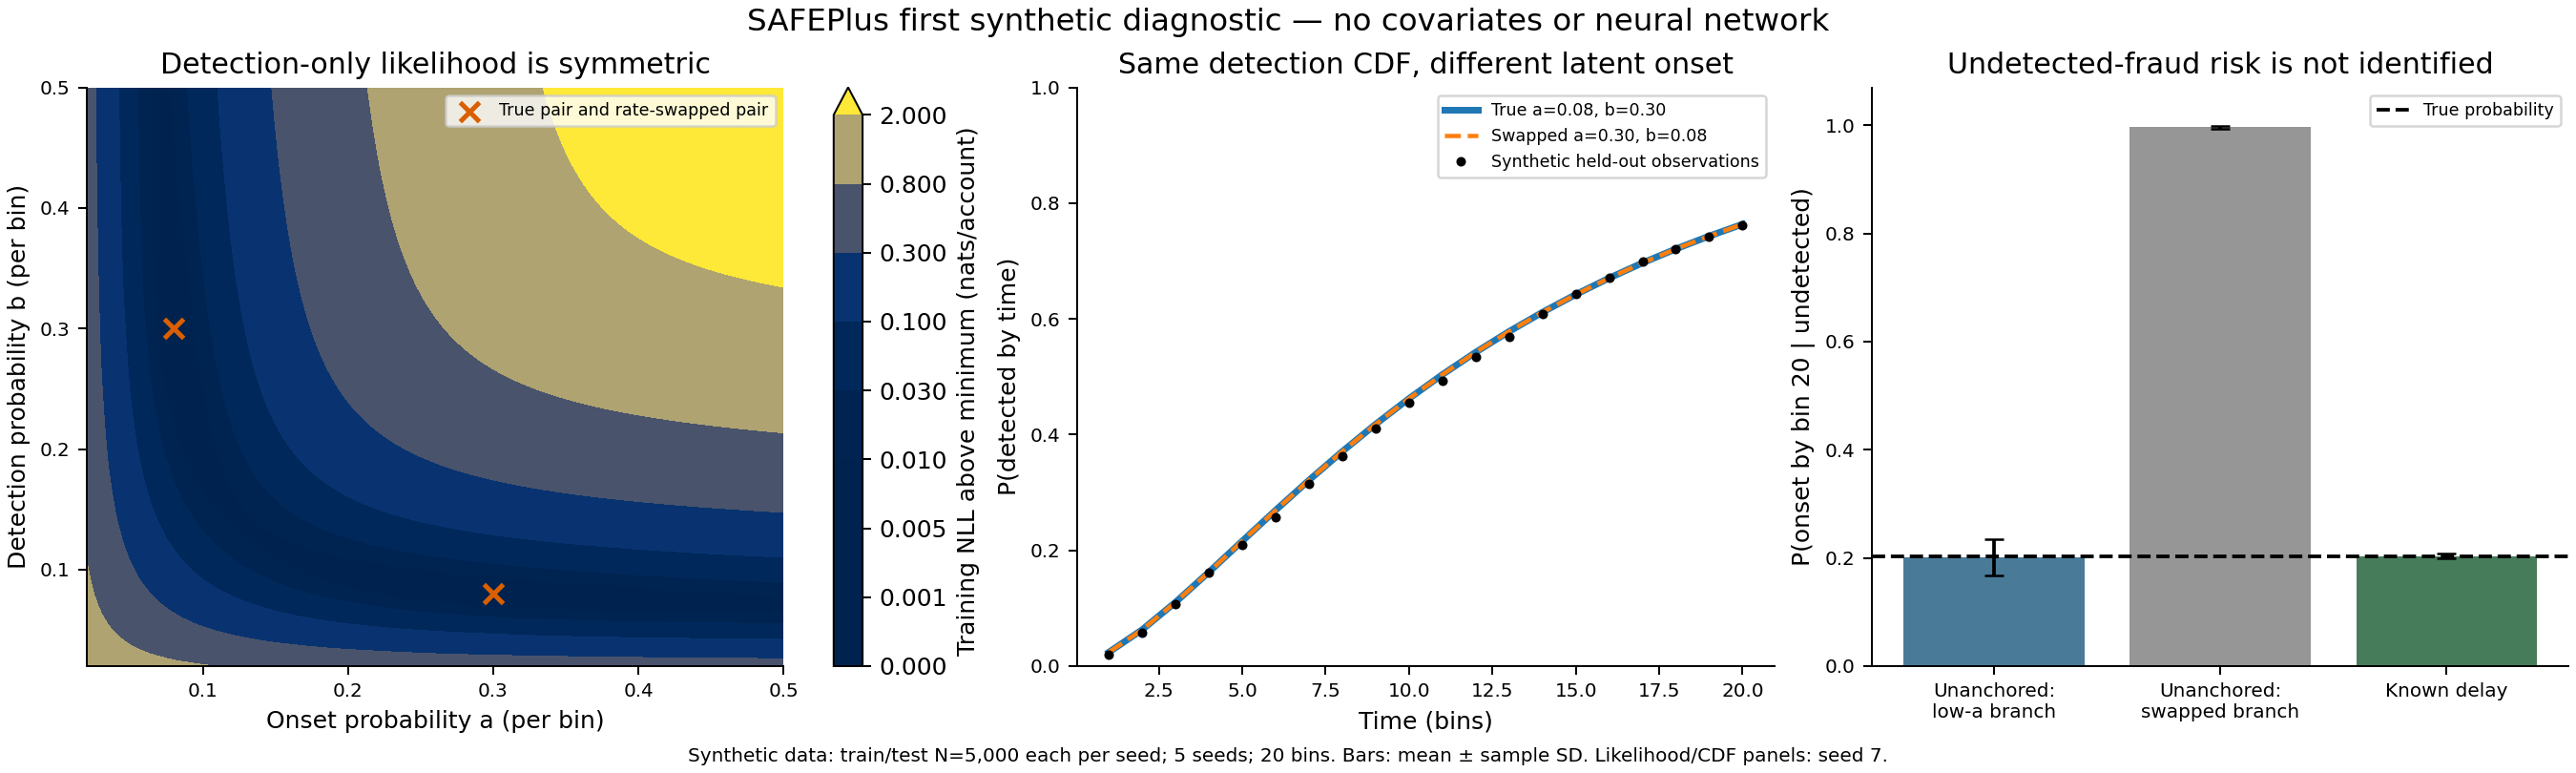 SAFEPlus first synthetic diagnostic — no covariates or neural network
Detection-only likelihood is symmetric
True pair and rate-swapped pair
Detection probability b (per bin)
0.5
0.4
0.3
0.2
0.1
0.1
0.2
0.3
0.4
0.5
Onset probability a (per bin)
2.000
0.800
0.300
0.100
0.030
0.010
0.005
0.001
0.000
Training NLL above minimum (nats/account)
Same detection CDF, different latent onset
True a=0.08, b=0.30
Swapped a=0.30, b=0.08
Synthetic held-out observations
P(detected by time)
1.0
0.8
0.6
0.4
0.2
0.0
2.5
5.0
7.5
10.0
12.5
15.0
17.5
20.0
Time (bins)
Undetected-fraud risk is not identified
True probability
P(onset by bin 20 | undetected)
1.0
0.8
0.6
0.4
0.2
0.0
Unanchored:
low-a branch
Unanchored:
swapped branch
Known delay
Synthetic data: train/test N=5,000 each per seed; 5 seeds; 20 bins. Bars: mean ± sample SD. Likelihood/CDF panels: seed 7.